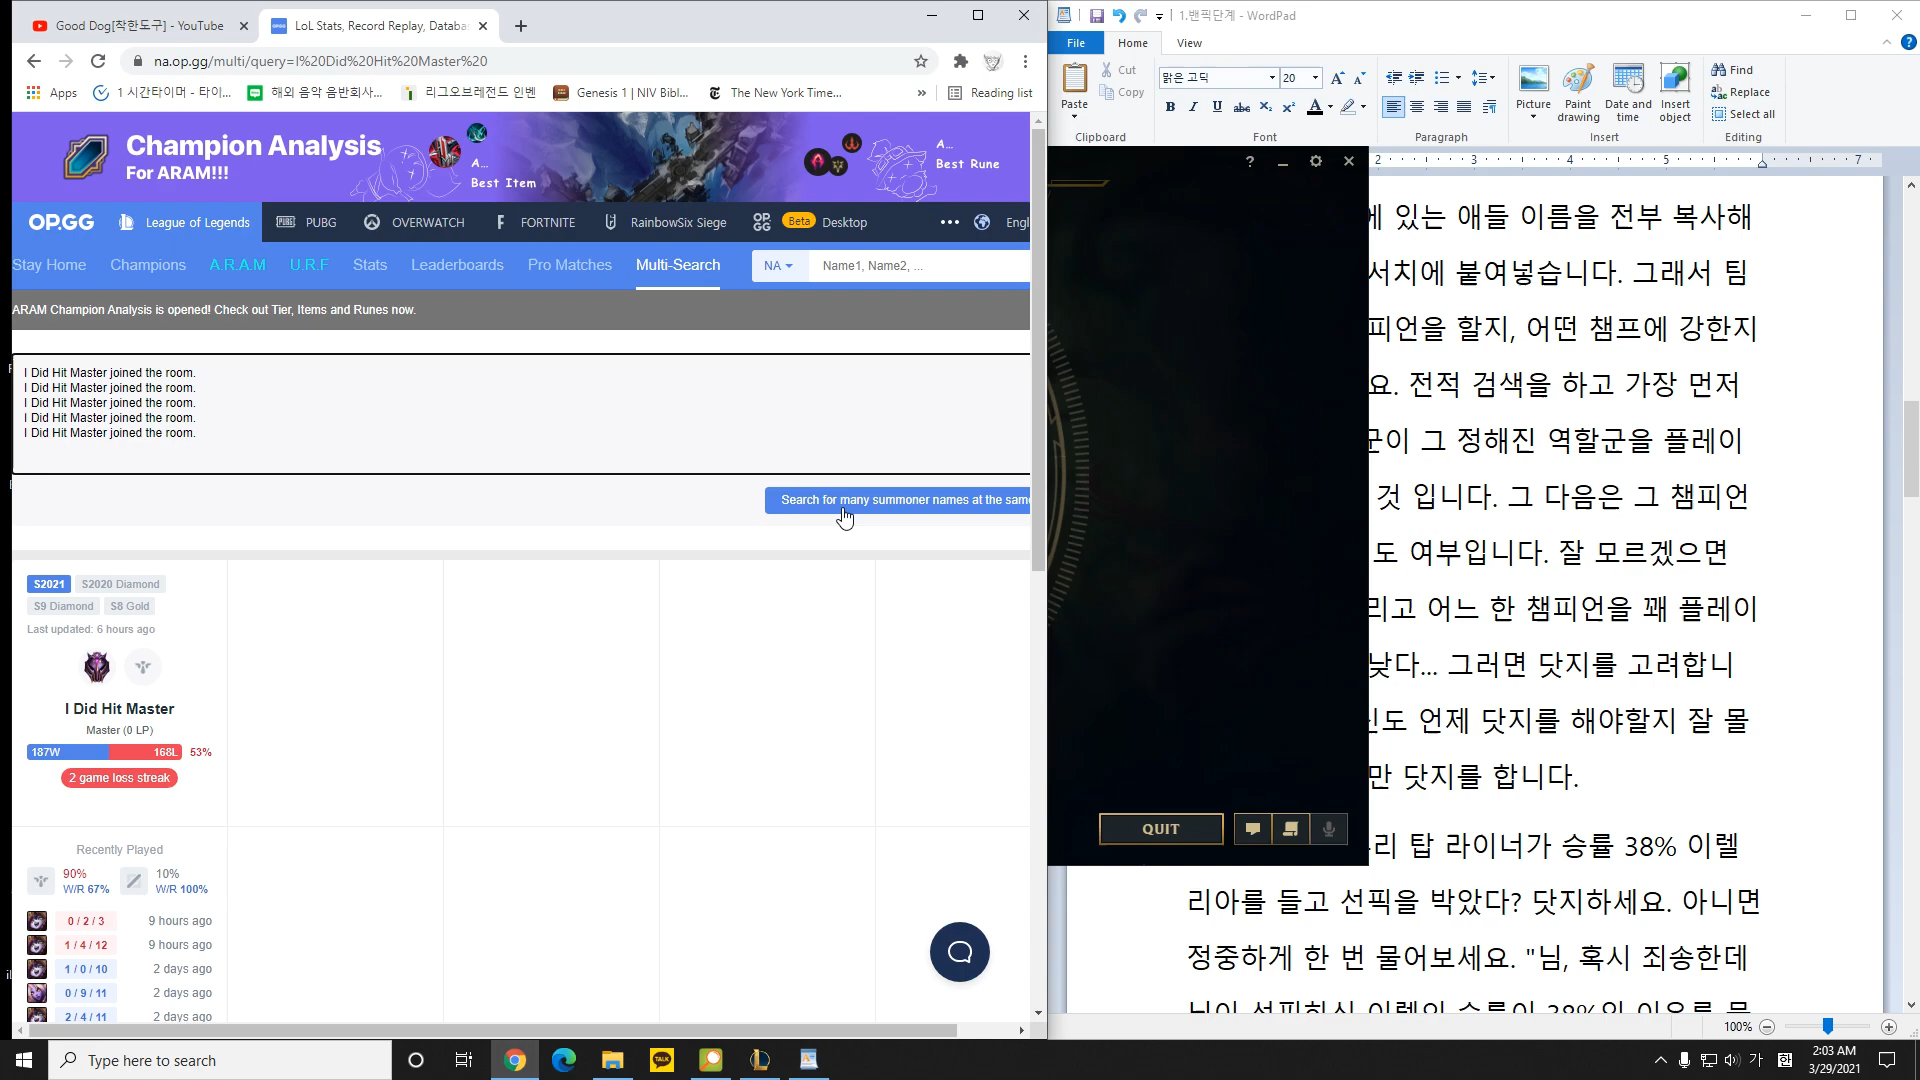 Good Dog[착한도구] - YouTube
LoL Stats, Record Replay, Databa
na.op.gg/multi/query=I%20Did%20Hit%20Master%20
Apps
1 시간타이머 - 타이...
해외 음악 음반회사...
리그오브레전드 인벤
Genesis 1 | NIV Bibl...
The New York Time...
»
Reading list
Champion Analysis
For ARAM!!!
A...
Best Item
A...
Best Rune
OP.GG
League of Legends
PUBG
OVERWATCH
FORTNITE
RainbowSix Siege
OP.GG
Beta
Desktop
Engl
Stay Home
Champions
A.R.A.M
U.R.F
Stats
Leaderboards
Pro Matches
Multi-Search
NA
Name1, Name2, ...
ARAM Champion Analysis is opened! Check out Tier, Items and Runes now.
I Did Hit Master joined the room.
I Did Hit Master joined the room.
I Did Hit Master joined the room.
I Did Hit Master joined the room.
I Did Hit Master joined the room.
Search for many summoner names at the same
S2021 S2020 Diamond
S9 Diamond S8 Gold
Last updated: 6 hours ago
I Did Hit Master
Master (0 LP)
187W 168L 53%
2 game loss streak
Recently Played
90% 10%
W/R 67% W/R 100%
0 / 2 / 3 9 hours ago
1 / 4 / 12 9 hours ago
1 / 0 / 10 2 days ago
0 / 9 / 11 2 days ago
2 / 4 / 11 2 days ago
1.밴픽단계 - WordPad
File
Home
View
Paste
Cut
Copy
Clipboard
맑은 고딕
20
B I U abc X₂ X² A
Font
Paragraph
Picture
Paint drawing
Date and time
Insert object
Insert
Find
Replace
Select all
Editing
2 3 4 5 7
?
QUIT
에 있는 애들 이름을 전부 복사해
서치에 붙여넣습니다. 그래서 팀
피언을 할지, 어떤 챔프에 강한지
요. 전적 검색을 하고 가장 먼저
군이 그 정해진 역할군을 플레이
것 입니다. 그 다음은 그 챔피언
도 여부입니다. 잘 모르겠으면
리고 어느 한 챔피언을 꽤 플레이
낮다... 그러면 닷지를 고려합니
신도 언제 닷지를 해야할지 잘 몰
만 닷지를 합니다.
리 탑 라이너가 승률 38% 이렐
리아를 들고 선픽을 박았다? 닷지하세요. 아니면
정중하게 한 번 물어보세요. "님, 혹시 죄송한데
100%
Type here to search
TALK
가
한
2:03 AM
3/29/2021